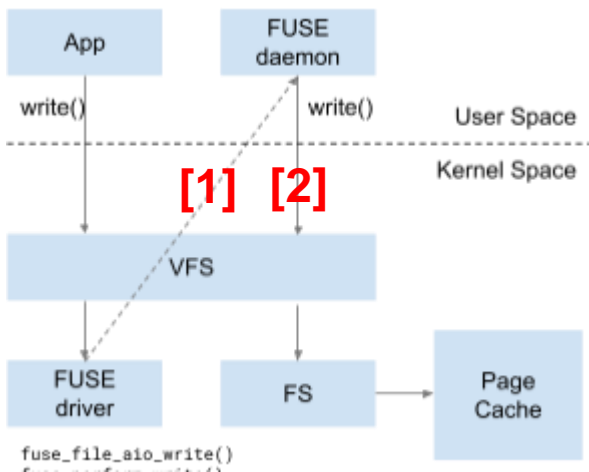 App
FUSE
daemon
write()
write()
User Space
Kernel Space
[1]
[2]
VFS
FUSE
driver
FS
Page
Cache
fuse_file_aio_write()